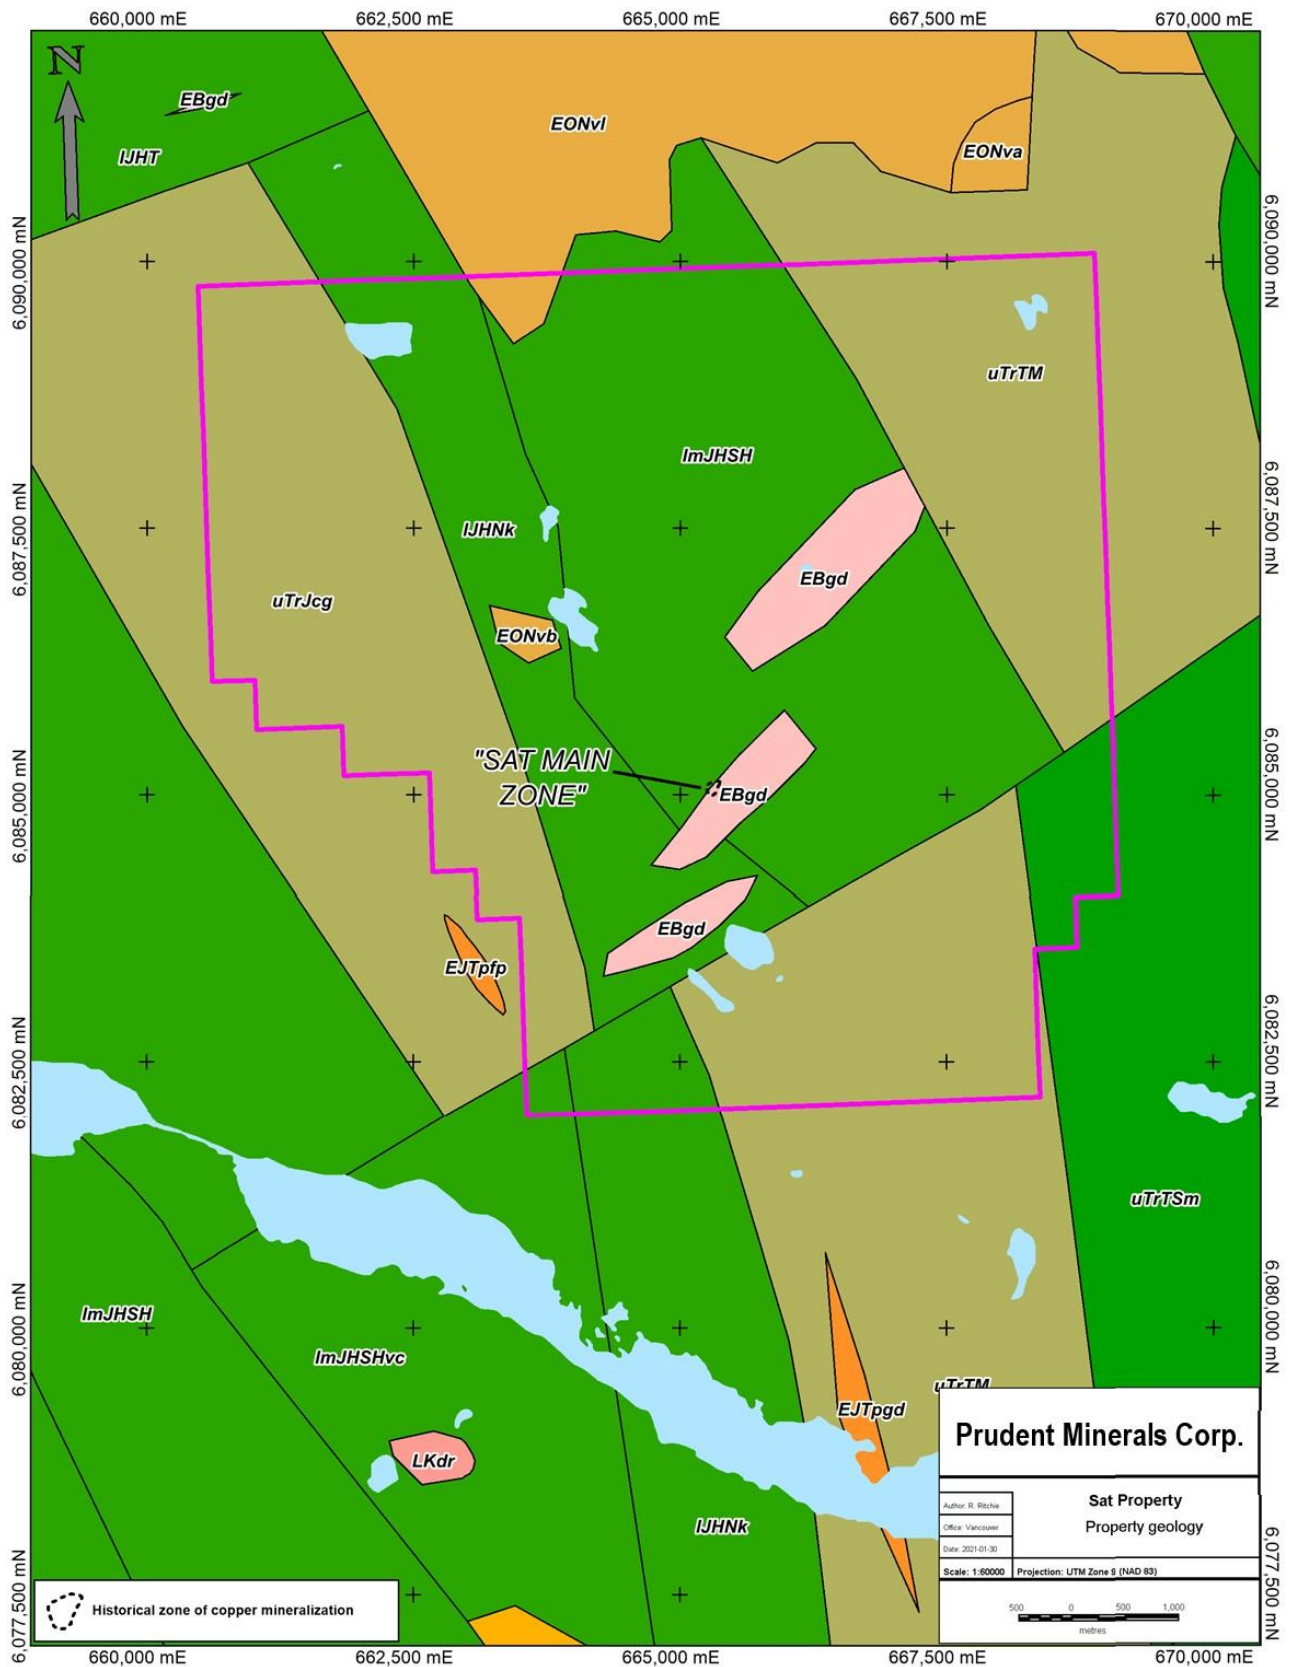 660,000 mE 662,500 mE 665,000 mE 667,500 mE 670,000 mE
N
EBgd
EONvl
lJHT
EONva
6,090,000 mN
6,090,000 mN
uTrTM
lmJHSH
6,087,500 mN
lJHNk
6,087,500 mN
EBgd
uTrJcg
EONvb
"SAT MAIN
ZONE"
EBgd
6,085,000 mN
6,085,000 mN
EBgd
EJTpfp
6,082,500 mN
6,082,500 mN
uTrTSm
lmJHSH
6,080,000 mN
6,080,000 mN
lmJHSHvc
uTrTM
EJTpgd
LKdr
lJHNk
Prudent Minerals Corp.
Author: R. Ritchie
Office: Vancouver
Date: 2021-01-30
Sat Property
Property geology
Scale: 1:60000 Projection: UTM Zone 9 (NAD 83)
500 0 500 1,000
metres
6,077,500 mN
6,077,500 mN
Historical zone of copper mineralization
660,000 mE 662,500 mE 665,000 mE 667,500 mE 670,000 mE